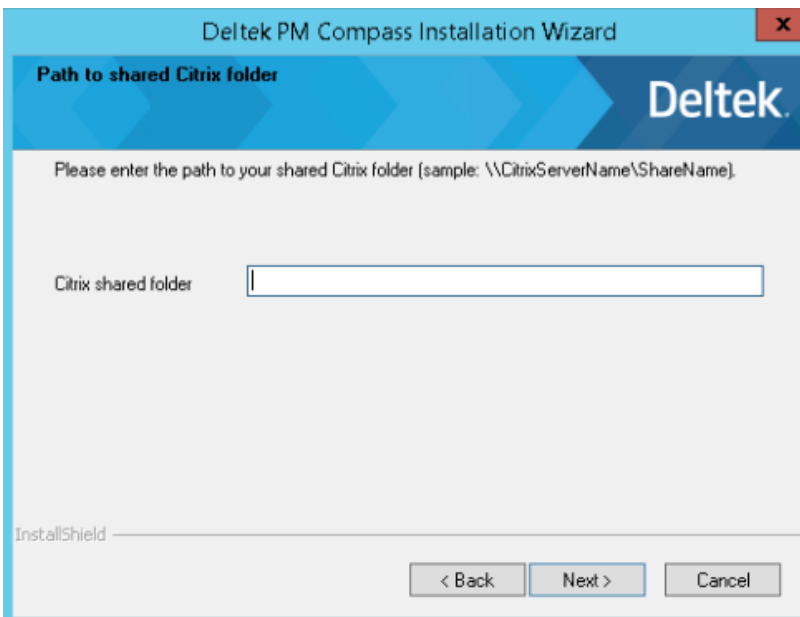 Deltek PM Compass Installation Wizard
x
Path to shared Citrix folder
Deltek.
Please enter the path to your shared Citrix folder (sample: \\CitrixServerName\ShareName).
Citrix shared folder
InstallShield
< Back
Next >
Cancel